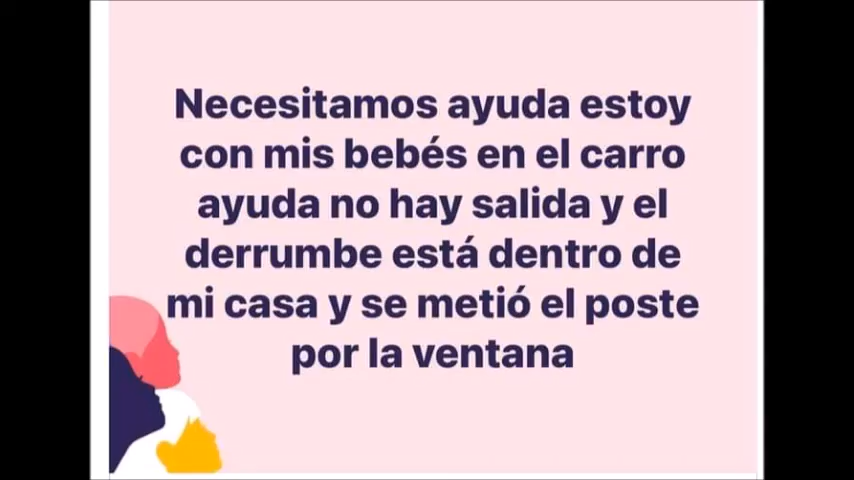 Necesitamos ayuda estoy
con mis bebés en el carro
ayuda no hay salida y el
derrumbe está dentro de
mi casa y se metió el poste
por la ventana